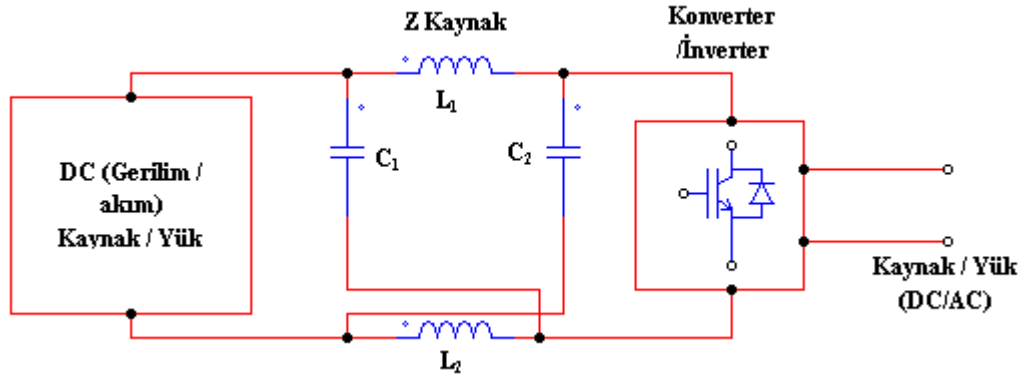 Z Kaynak
Konverter
/İnverter
L1
C1
C2
DC (Gerilim /
akım)
Kaynak / Yük
Kaynak / Yük
(DC/AC)
L2